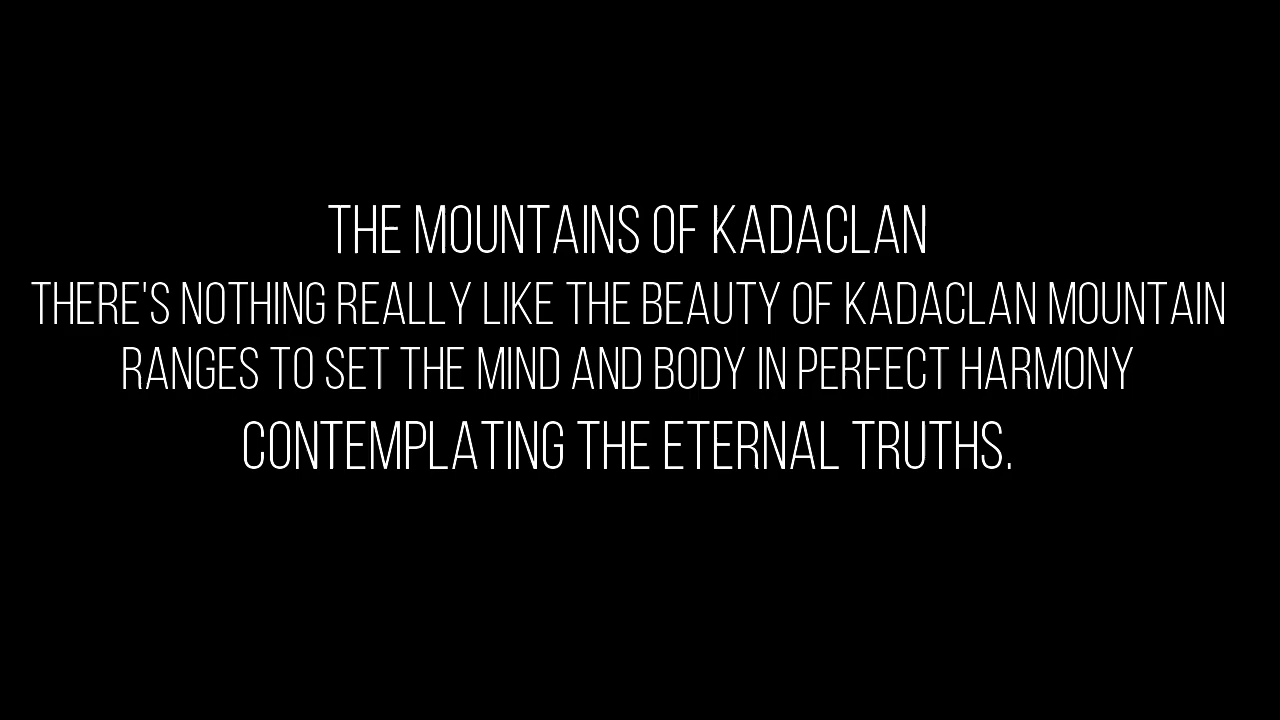 THE MOUNTAINS OF KADACLAN
THERE'S NOTHING REALLY LIKE THE BEAUTY OF KADACLAN MOUNTAIN
RANGES TO SET THE MIND AND BODY IN PERFECT HARMONY
CONTEMPLATING THE ETERNAL TRUTHS.